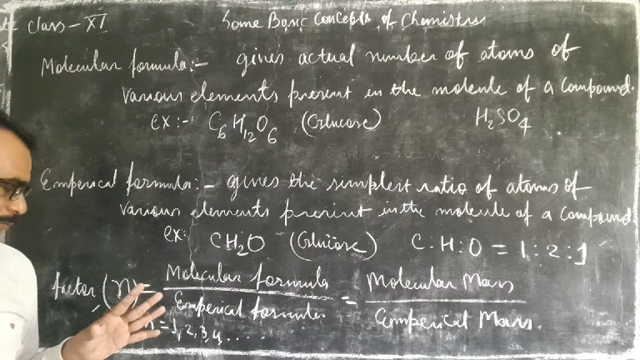 Class - XI Some Basic Concepts of Chemistry
Molecular formula:- gives actual number of atoms of
various elements present in the molecule of a Compound.
ex:- C6H12O6 (Glucose) H2SO4
Emperical formula:- gives the simplest ratio of atoms of
various elements present in the molecule of a Compound
ex: CH2O (Glucose) C:H:O = 1:2:1
factor (n) = Molecular formula / Emperical formula = Molecular Mass / Emperical Mass.
n = 1, 2, 3, 4, ....